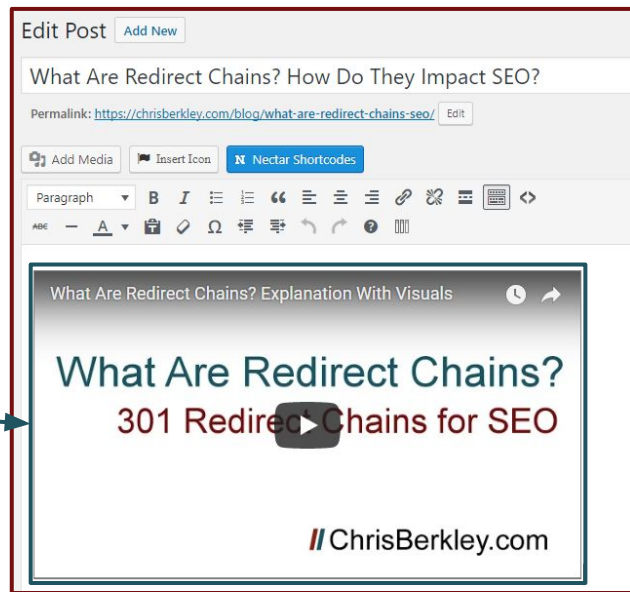 Edit Post Add New
What Are Redirect Chains? How Do They Impact SEO?
Permalink: https://chrisberkley.com/blog/what-are-redirect-chains-seo/ Edit
Add Media Insert Icon N Nectar Shortcodes
Paragraph B I
ABC A Ω
What Are Redirect Chains? Explanation With Visuals
What Are Redirect Chains?
301 Redirect Chains for SEO
//ChrisBerkley.com